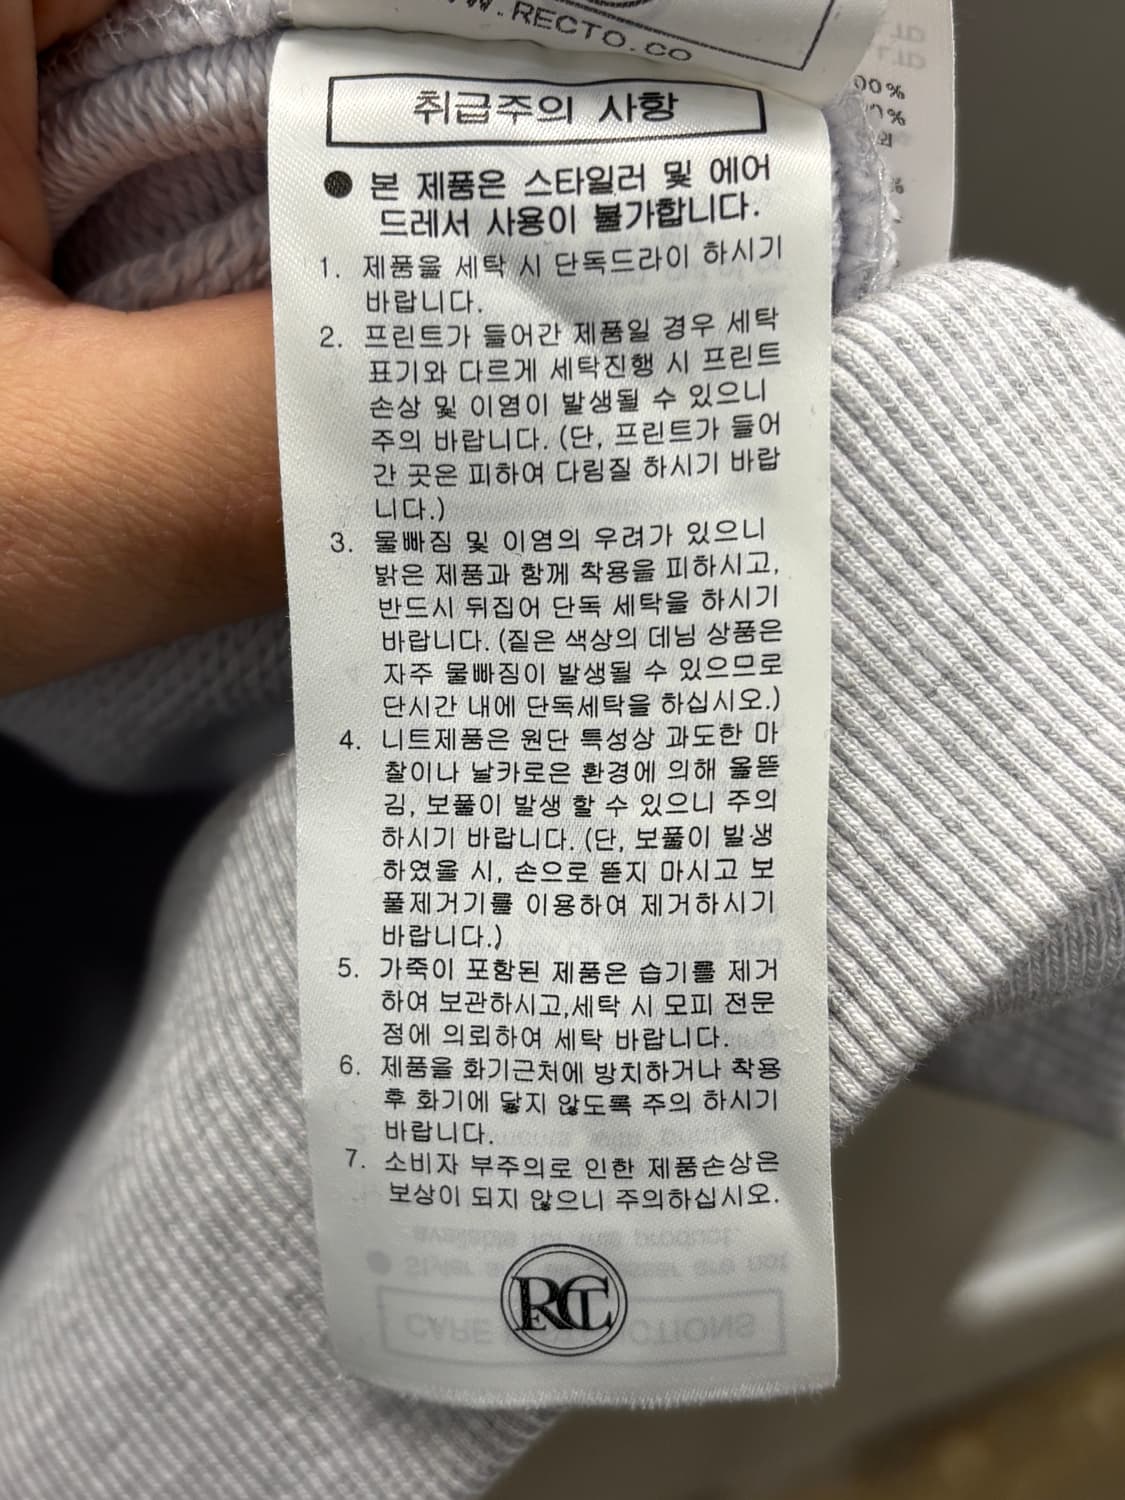 W.RECTO.CO
취급주의 사항
● 본 제품은 스타일러 및 에어
드레서 사용이 불가합니다.
1. 제품을 세탁 시 단독드라이 하시기
바랍니다.
2. 프린트가 들어간 제품일 경우 세탁
표기와 다르게 세탁진행 시 프린트
손상 및 이염이 발생될 수 있으니
주의 바랍니다. (단, 프린트가 들어
간 곳은 피하여 다림질 하시기 바랍
니다.)
3. 물빠짐 및 이염의 우려가 있으니
밝은 제품과 함께 착용을 피하시고,
반드시 뒤집어 단독 세탁을 하시기
바랍니다. (짙은 색상의 데님 상품은
자주 물빠짐이 발생될 수 있으므로
단시간 내에 단독세탁을 하십시오.)
4. 니트제품은 원단 특성상 과도한 마
찰이나 날카로은 환경에 의해 올뜯
김, 보풀이 발생 할 수 있으니 주의
하시기 바랍니다. (단, 보풀이 발생
하였을 시, 손으로 뜯지 마시고 보
풀제거기를 이용하여 제거하시기
바랍니다.)
5. 가죽이 포함된 제품은 습기를 제거
하여 보관하시고,세탁 시 모피 전문
점에 의뢰하여 세탁 바랍니다.
6. 제품을 화기근처에 방치하거나 착용
후 화기에 닿지 않도록 주의 하시기
바랍니다.
7. 소비자 부주의로 인한 제품손상은
보상이 되지 않으니 주의하십시오.
RCT